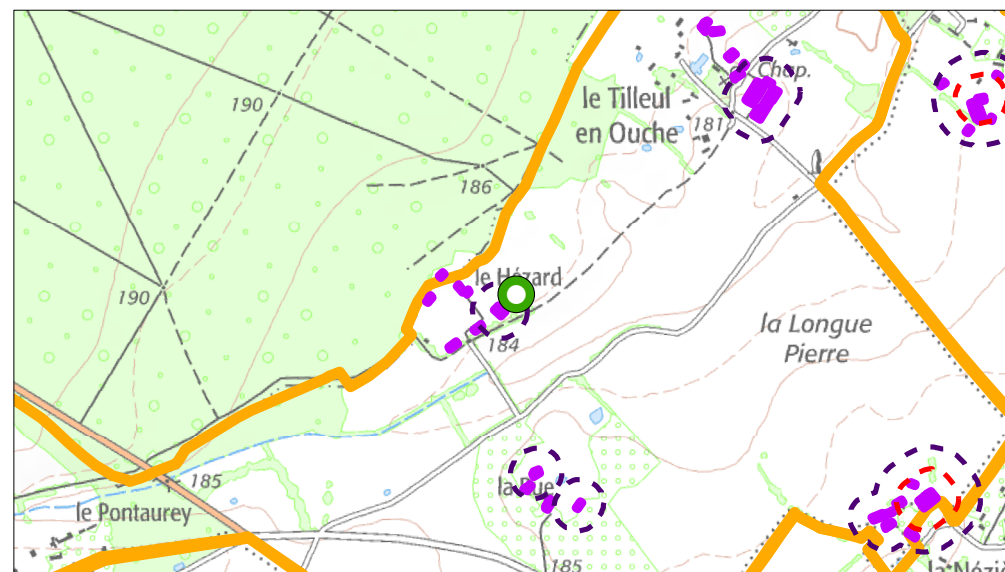 190
Chap.
le Tilleul
en Ouche
181
186
le Hézard
190
la Longue
Pierre
184
185
la Rue
le Pontaurey
185